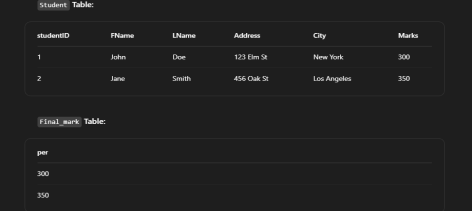 Student Table:
studentID FName LName Address City Marks
1 John Doe 123 Elm St New York 300
2 Jane Smith 456 Oak St Los Angeles 350
Final_mark Table:
per
300
350